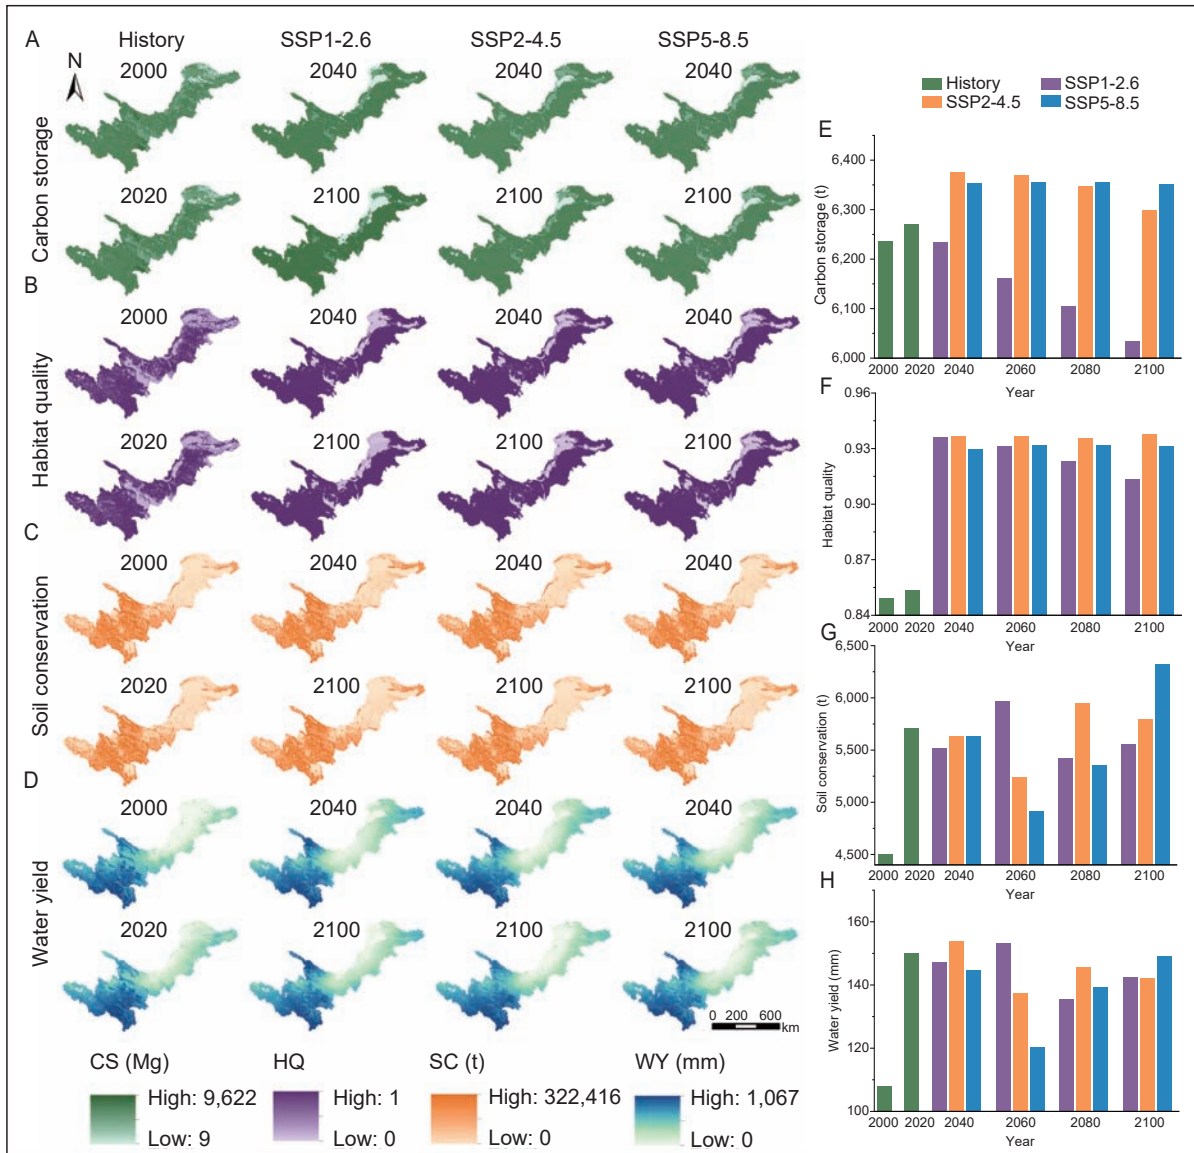 A
History
SSP1-2.6
SSP2-4.5
SSP5-8.5
N
2000
2040
2040
2040
Carbon storage
2020
2100
2100
2100
B
2000
2040
2040
2040
Habitat quality
2020
2100
2100
2100
C
2000
2040
2040
2040
Soil conservation
2020
2100
2100
2100
D
2000
2040
2040
2040
Water yield
2020
2100
2100
2100
0 200 600
km
CS (Mg)
High: 9,622
Low: 9
HQ
High: 1
Low: 0
SC (t)
High: 322,416
Low: 0
WY (mm)
High: 1,067
Low: 0
History
SSP1-2.6
SSP2-4.5
SSP5-8.5
E
Carbon storage (t)
6,400
6,300
6,200
6,100
6,000
2000 2020 2040 2060 2080 2100
Year
F
Habitat quality
0.96
0.93
0.90
0.87
0.84
2000 2020 2040 2060 2080 2100
Year
G
Soil conservation (t)
6,500
6,000
5,500
5,000
4,500
2000 2020 2040 2060 2080 2100
Year
H
Water yield (mm)
160
140
120
100
2000 2020 2040 2060 2080 2100
Year